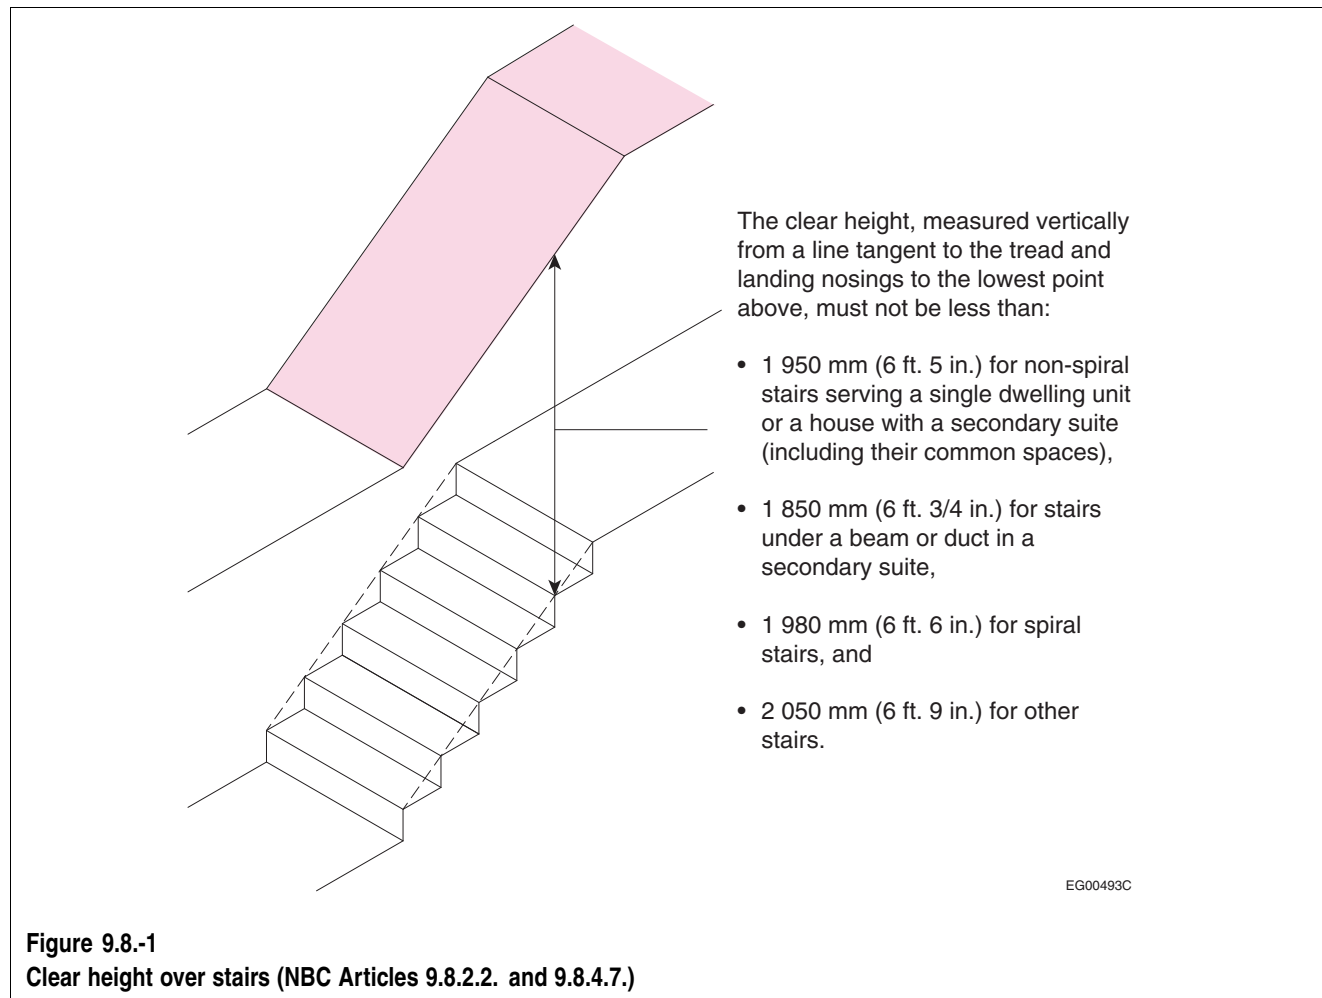 The clear height, measured vertically
from a line tangent to the tread and
landing nosings to the lowest point
above, must not be less than:
• 1 950 mm (6 ft. 5 in.) for non-spiral
stairs serving a single dwelling unit
or a house with a secondary suite
(including their common spaces),
• 1 850 mm (6 ft. 3/4 in.) for stairs
under a beam or duct in a
secondary suite,
• 1 980 mm (6 ft. 6 in.) for spiral
stairs, and
• 2 050 mm (6 ft. 9 in.) for other
stairs.
EG00493C
Figure 9.8.-1
Clear height over stairs (NBC Articles 9.8.2.2. and 9.8.4.7.)